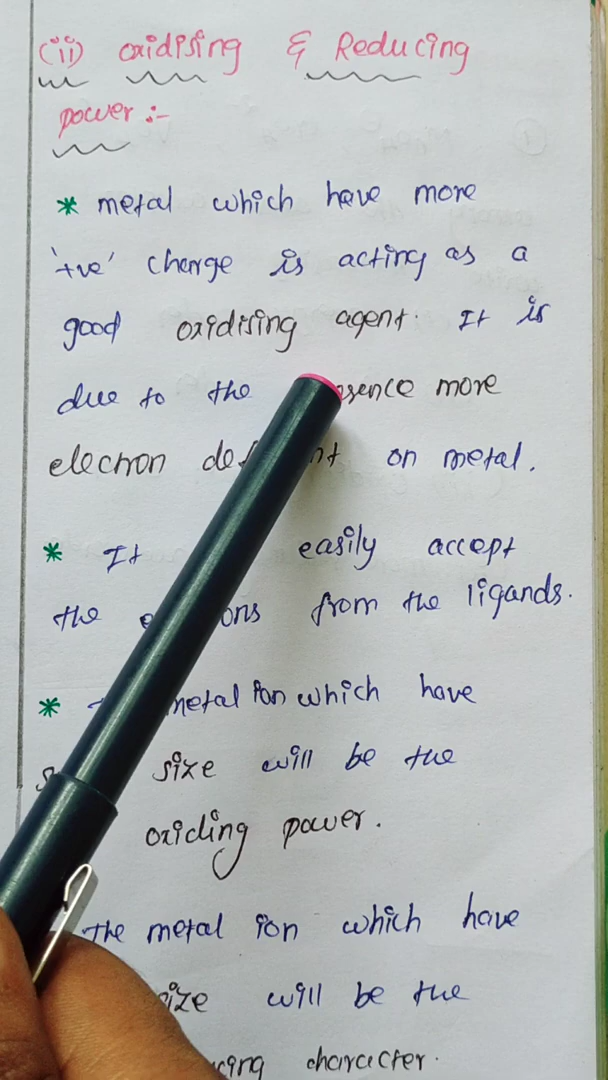 (ii) oxidising & Reducing
power :-
* metal which have more
'+ve' charge is acting as a
good oxidising agent. It is
due to the more
electron on metal.
* It easily accept
the from the ligands.
* metal ion which have
size will be the
oxiding power.
The metal ion which have
will be the
character.